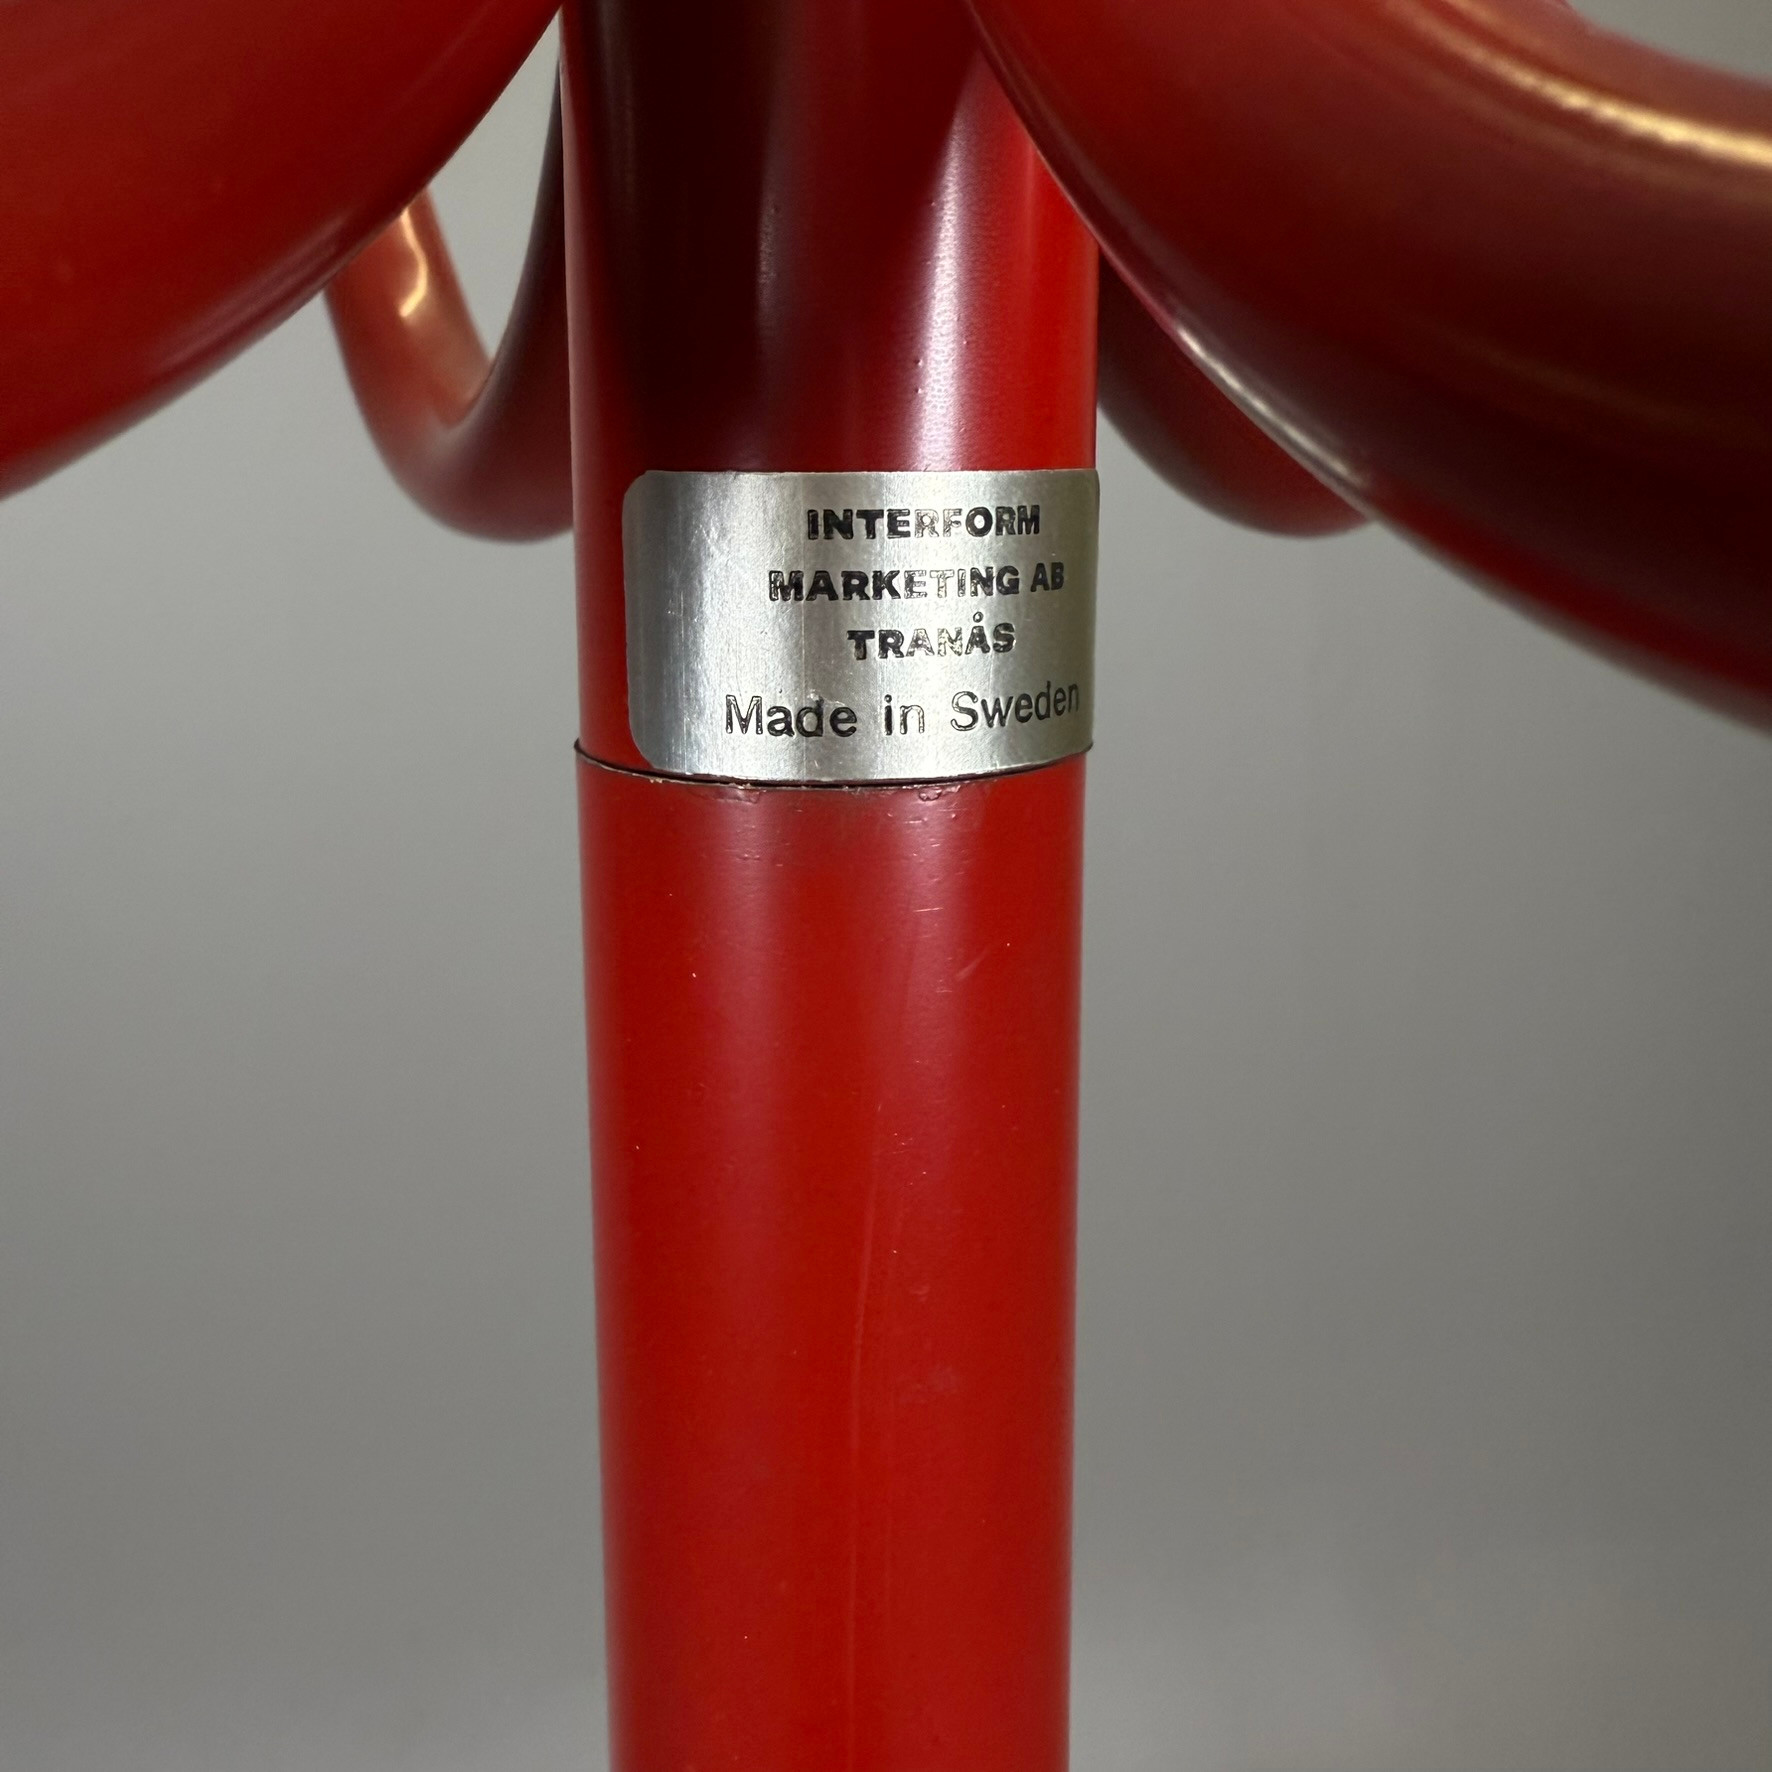 INTERFORM
MARKETING AB
TRANÅS
Made in Sweden